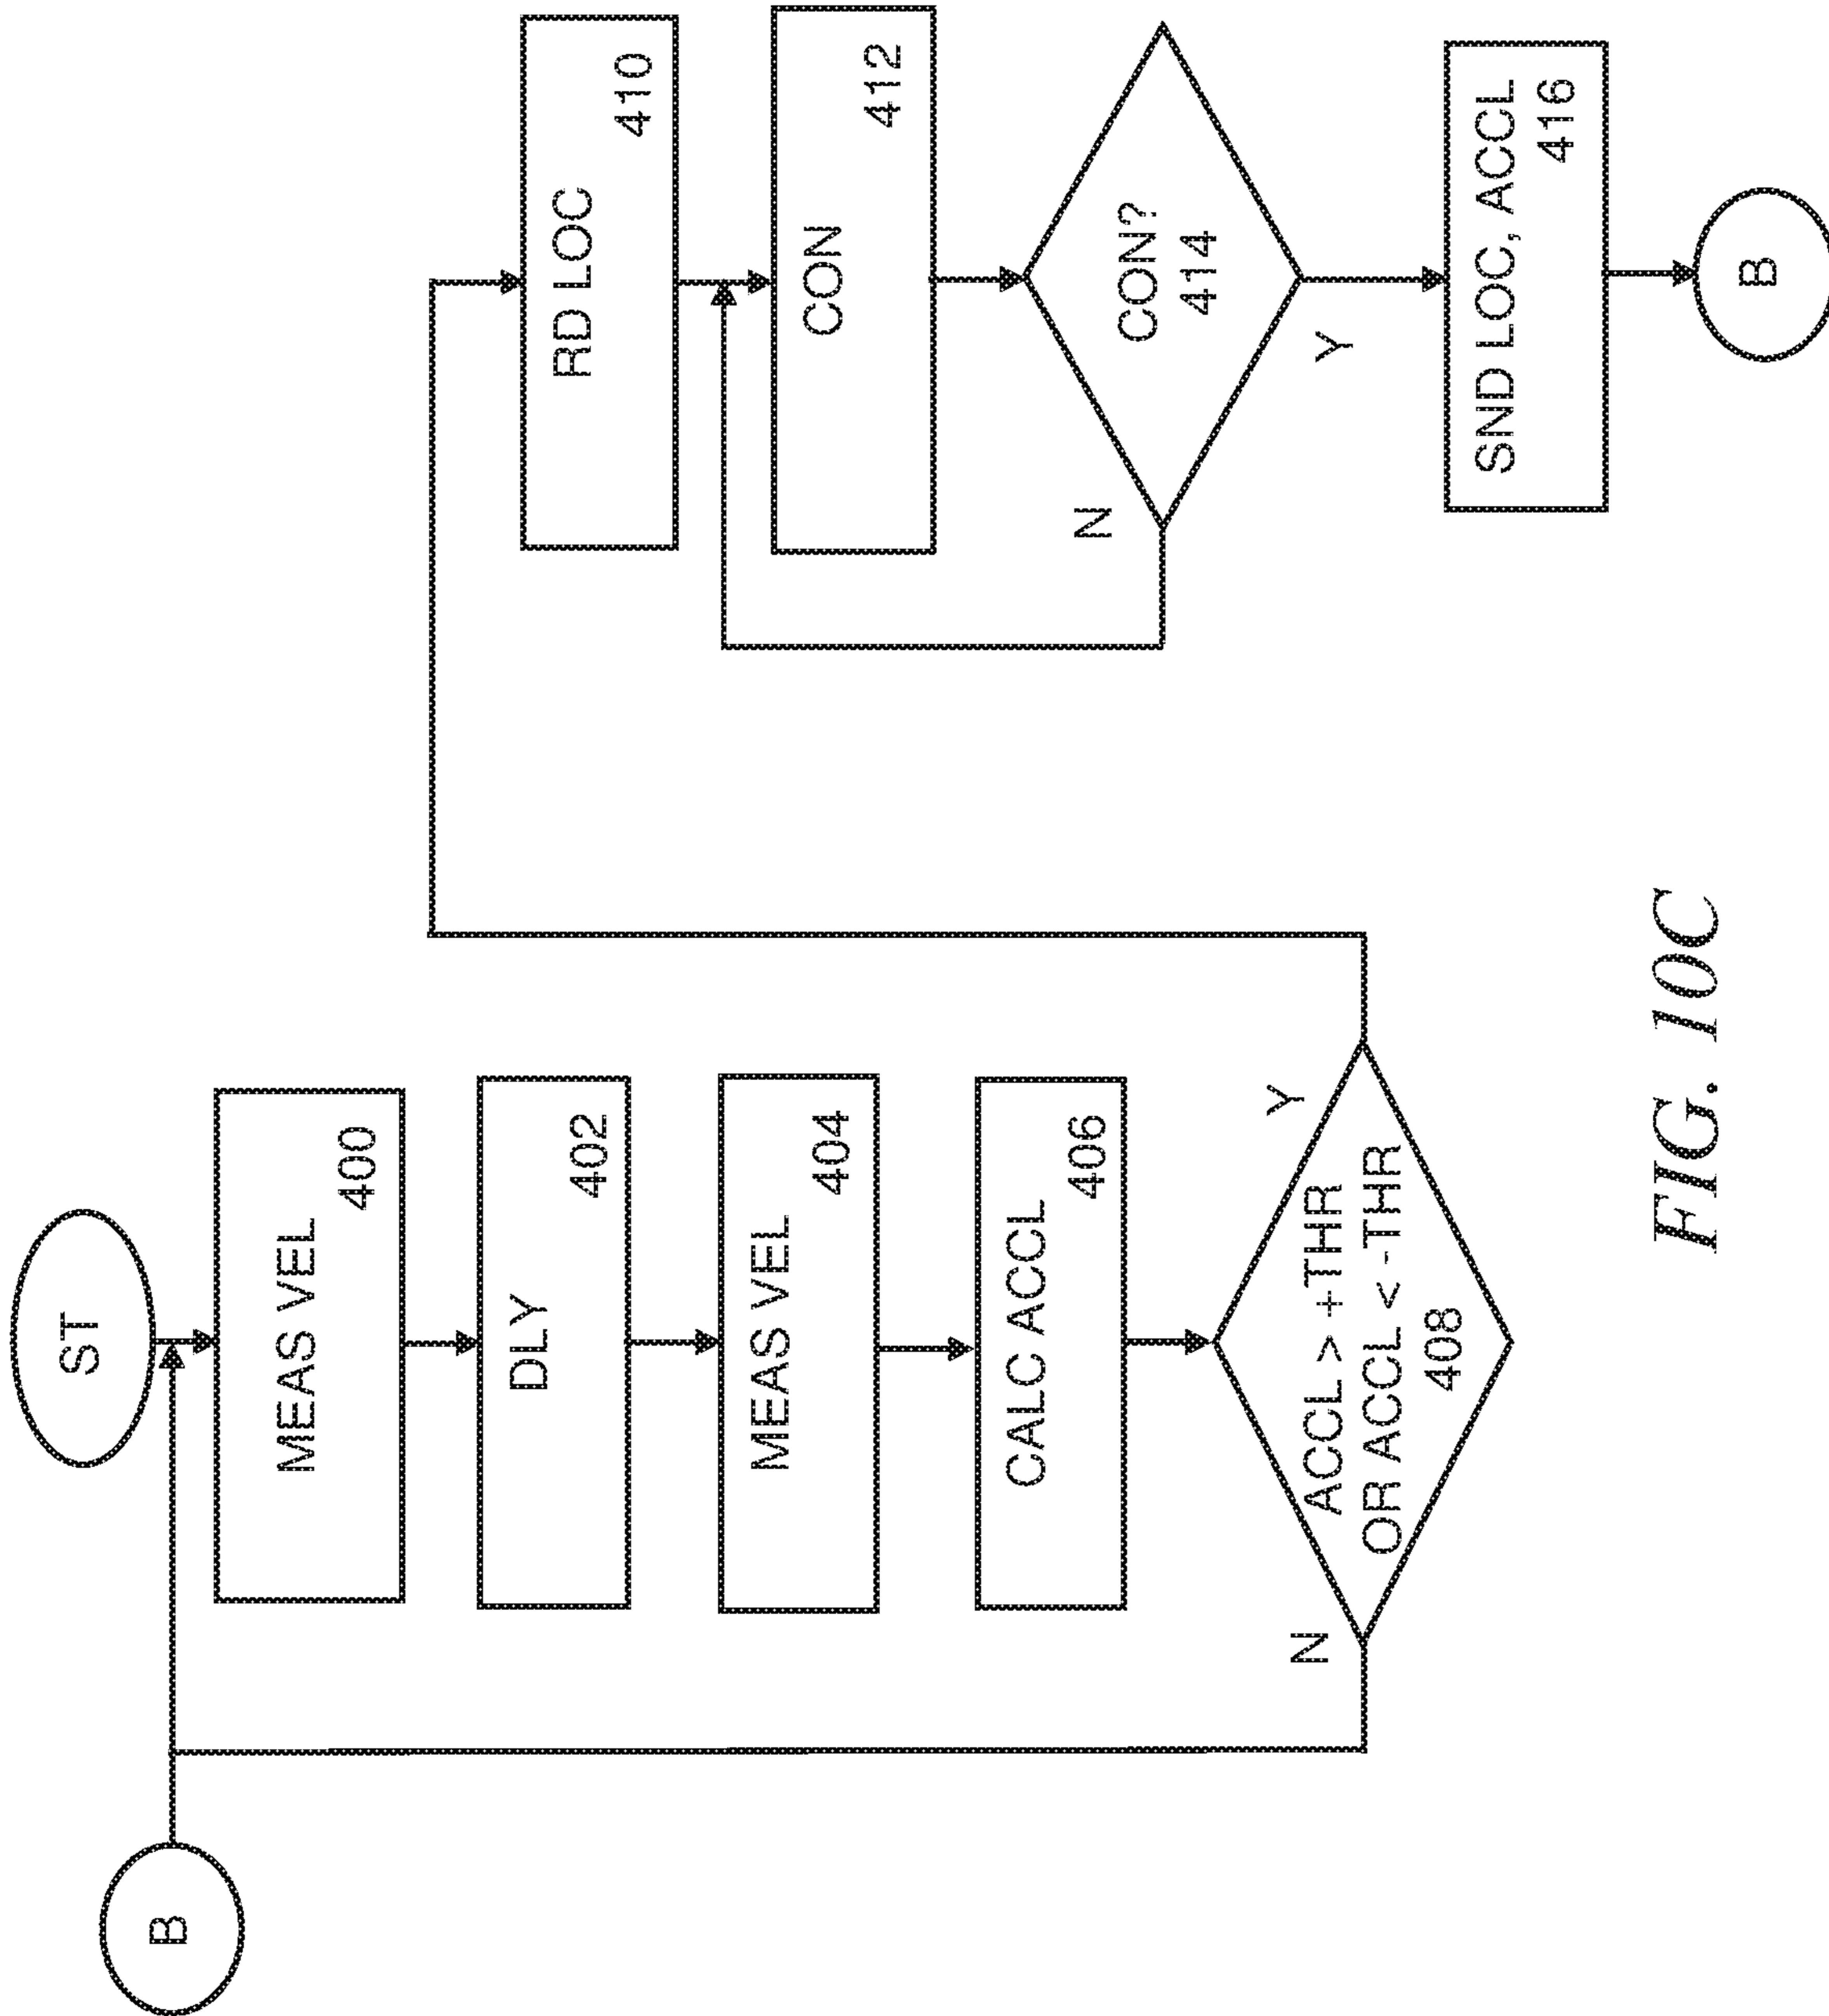 B
ST
MEAS VEL
400
DLY
402
MEAS VEL
404
CALC ACCL
406
ACCL > +THR
OR ACCL < -THR
408
N
Y
RD LOC
410
CON
412
CON?
414
N
Y
SND LOC, ACCL
416
B
FIG. 10C